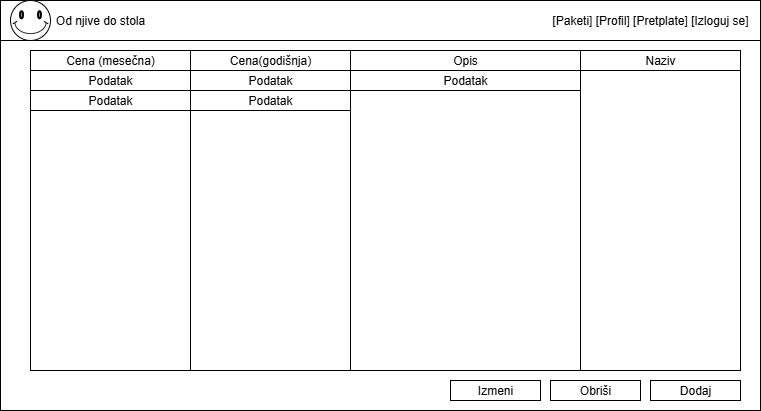 Od njive do stola [Paketi] [Profil] [Pretplate] [Izloguj se]
Cena (mesečna) Cena(godišnja) Opis Naziv
Podatak Podatak Podatak
Podatak Podatak
Izmeni Obriši Dodaj